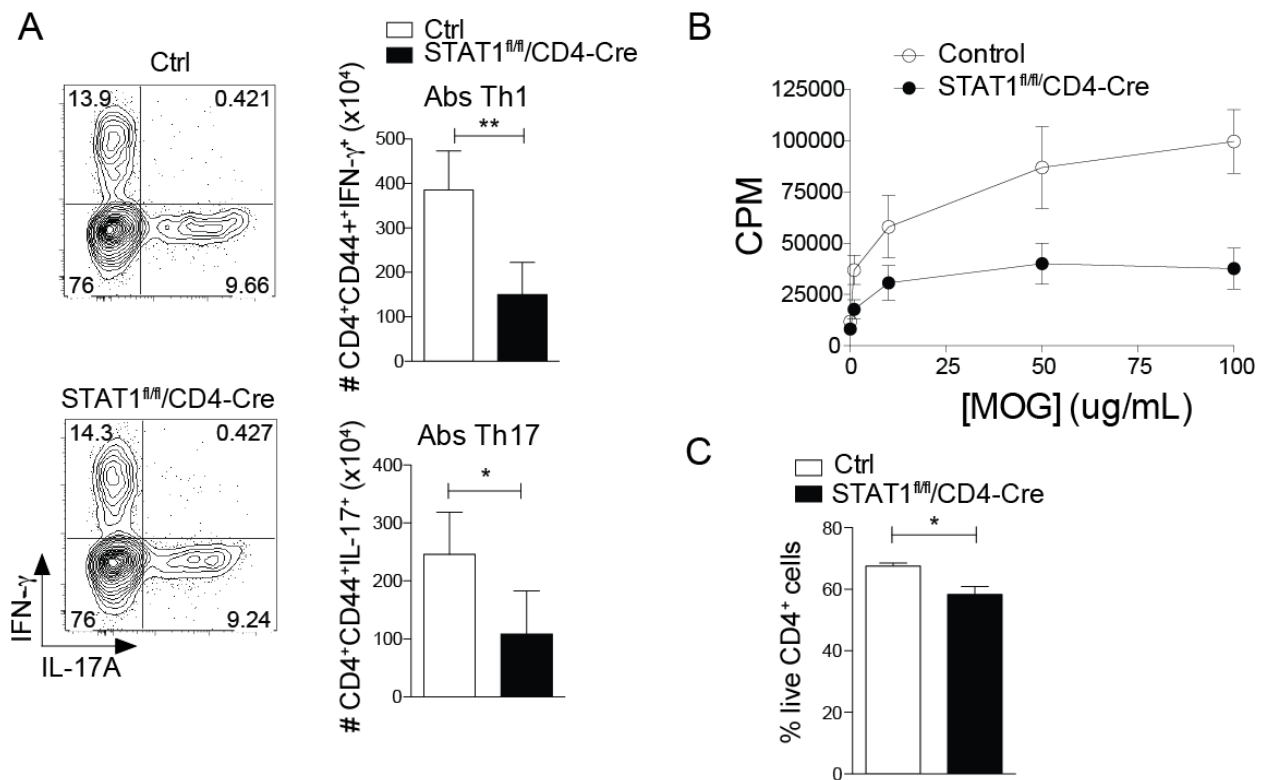 A
Ctrl
13.9 0.421
76 9.66
STAT1fl/fl/CD4-Cre
14.3 0.427
76 9.24
IFN-γ
IL-17A
Ctrl
STAT1fl/fl/CD4-Cre
Abs Th1
# CD4+CD44+⁺IFN-γ⁺ (x10⁴)
500
400
300
200
100
0
**
Abs Th17
# CD4⁺CD44⁺IL-17⁺ (x10⁴)
400
300
200
100
0
*
B
Control
STAT1fl/fl/CD4-Cre
CPM
125000
100000
75000
50000
25000
0
0 25 50 75 100
[MOG] (ug/mL)
C
Ctrl
STAT1fl/fl/CD4-Cre
% live CD4⁺ cells
80
60
40
20
0
*